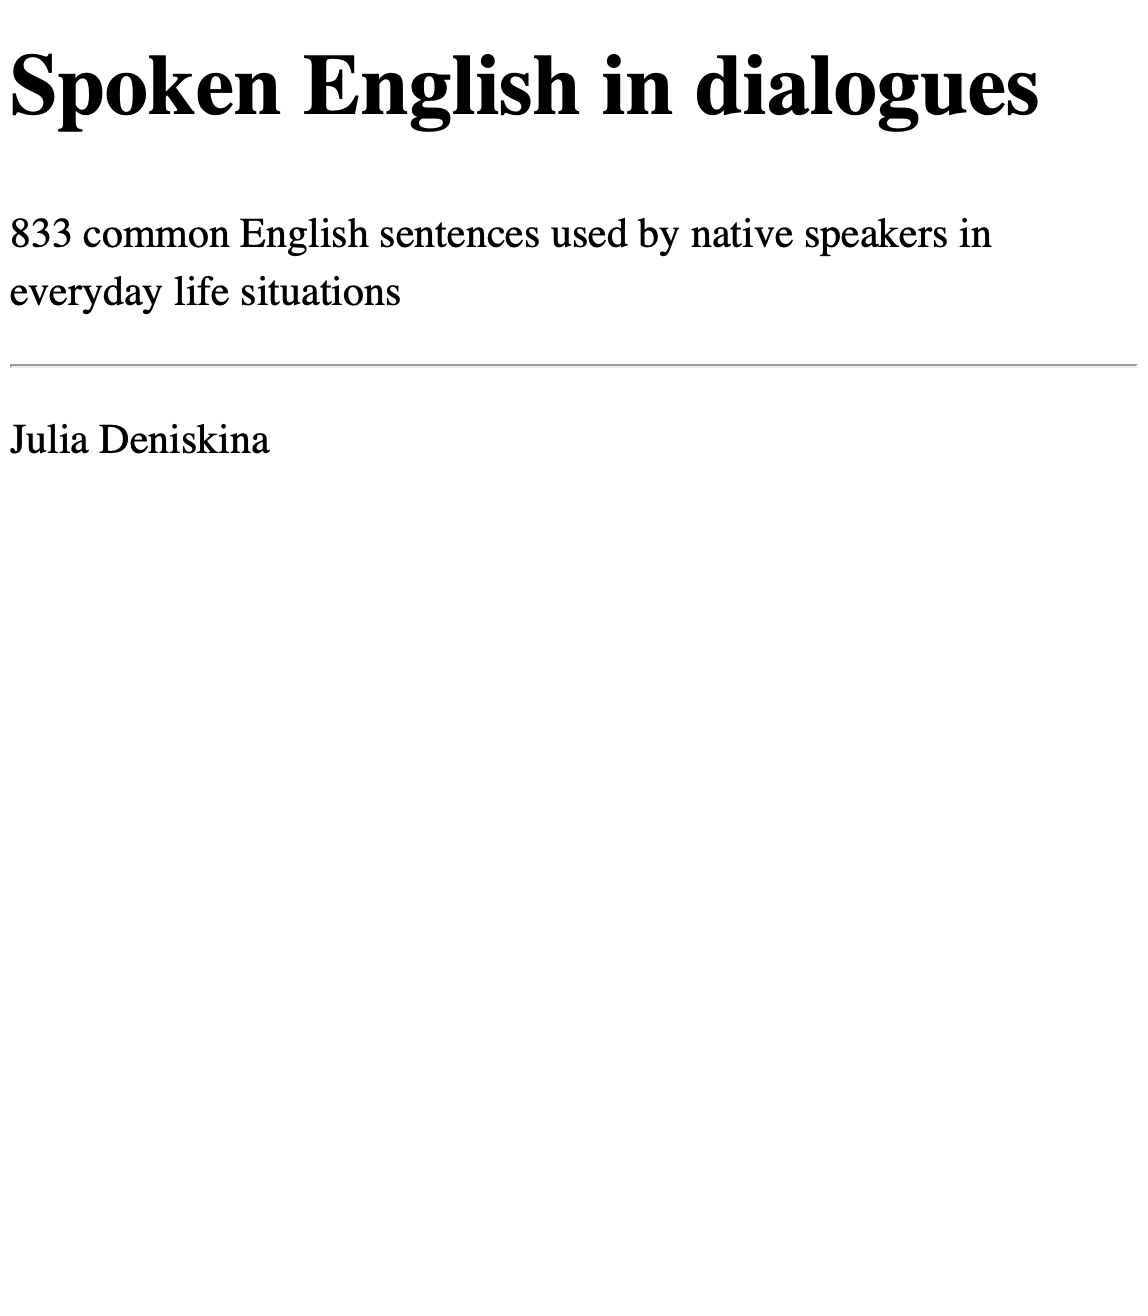 Spoken English in dialogues
833 common English sentences used by native speakers in
everyday life situations
Julia Deniskina